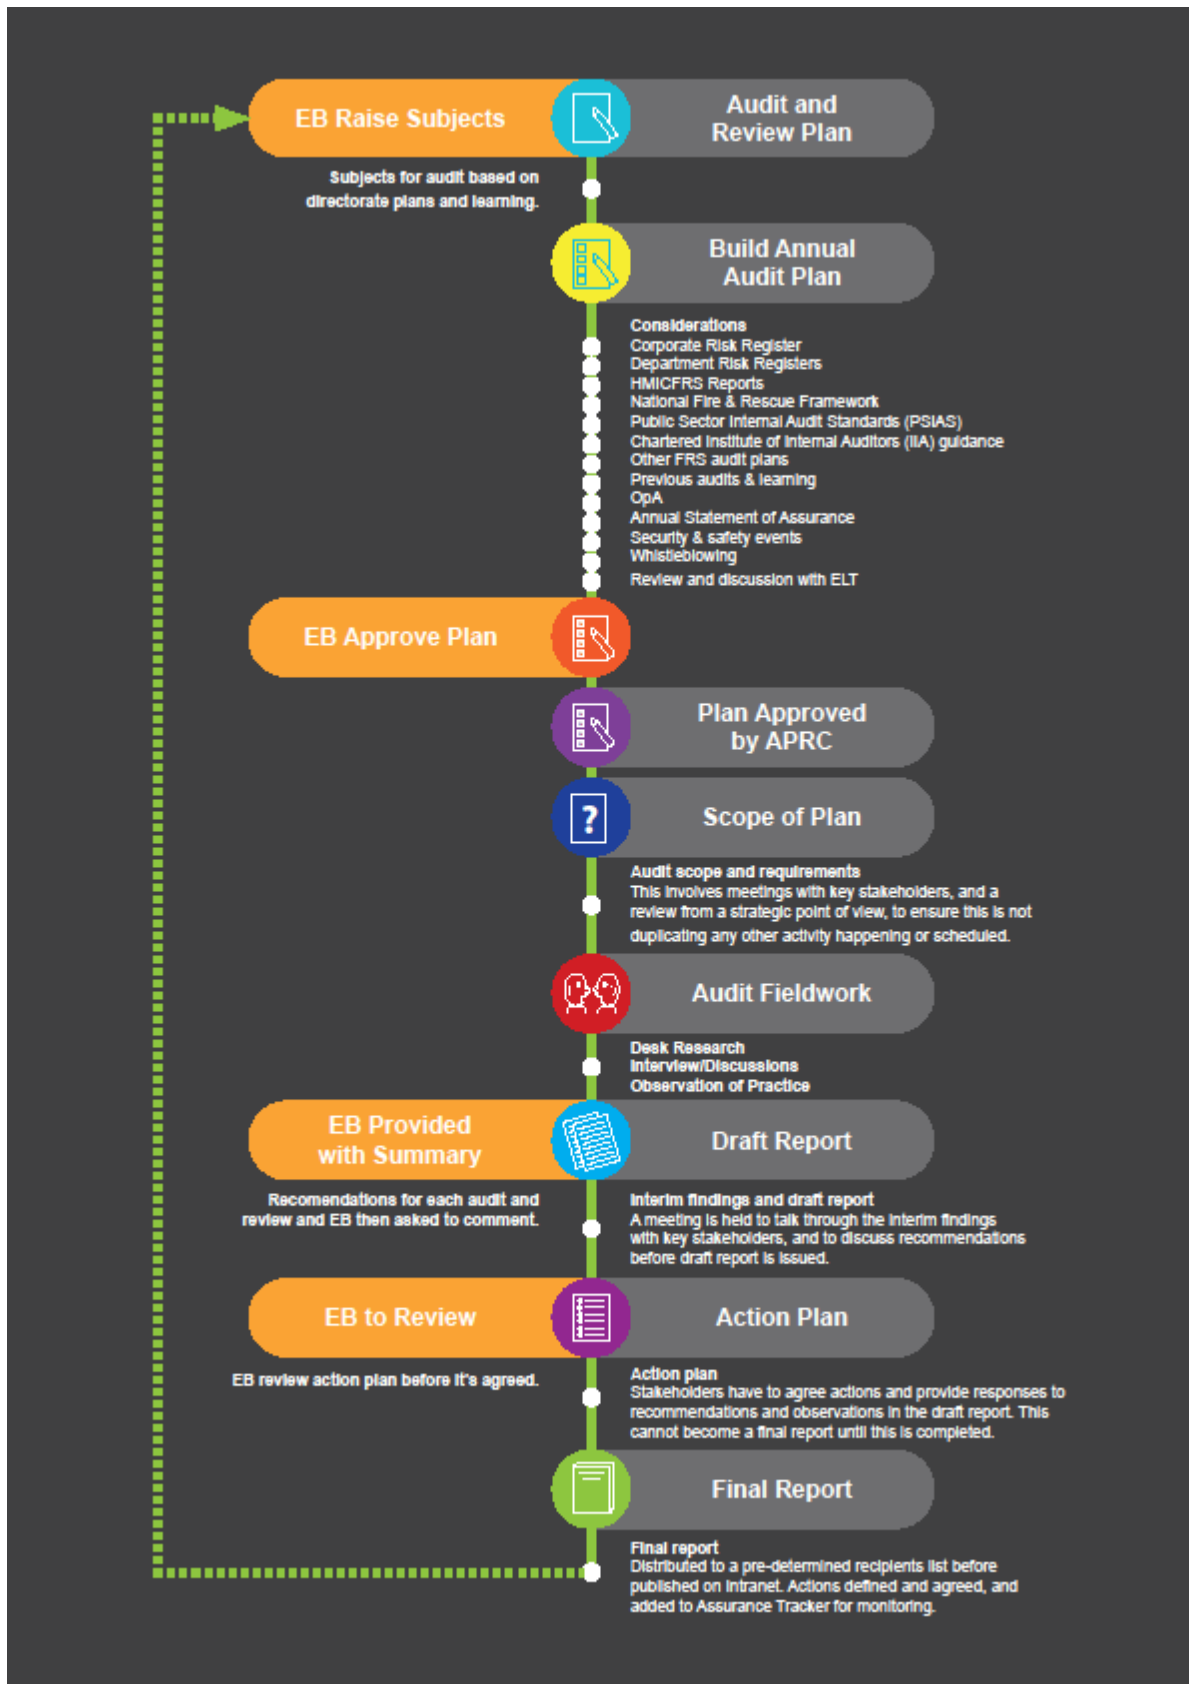 EB Raise Subjects
Audit and
Review Plan
Subjects for audit based on
directorate plans and learning.
Build Annual
Audit Plan
Considerations
Corporate Risk Register
Department Risk Registers
HMICFRS Reports
National Fire & Rescue Framework
Public Sector Internal Audit Standards (PSIAS)
Chartered Institute of Internal Auditors (IIA) guidance
Other FRS audit plans
Previous audits & learning
OpA
Annual Statement of Assurance
Security & safety events
Whistleblowing
Review and discussion with ELT
EB Approve Plan
Plan Approved
by APRC
?
Scope of Plan
Audit scope and requirements
This involves meetings with key stakeholders, and a
review from a strategic point of view, to ensure this is not
duplicating any other activity happening or scheduled.
Audit Fieldwork
Desk Research
Interview/Discussions
Observation of Practice
EB Provided
with Summary
Draft Report
Recomendations for each audit and
review and EB then asked to comment.
Interim findings and draft report
A meeting is held to talk through the interim findings
with key stakeholders, and to discuss recommendations
before draft report is issued.
EB to Review
Action Plan
EB review action plan before it's agreed.
Action plan
Stakeholders have to agree actions and provide responses to
recommendations and observations in the draft report. This
cannot become a final report until this is completed.
Final Report
Final report
Distributed to a pre-determined recipients list before
published on intranet. Actions defined and agreed, and
added to Assurance Tracker for monitoring.